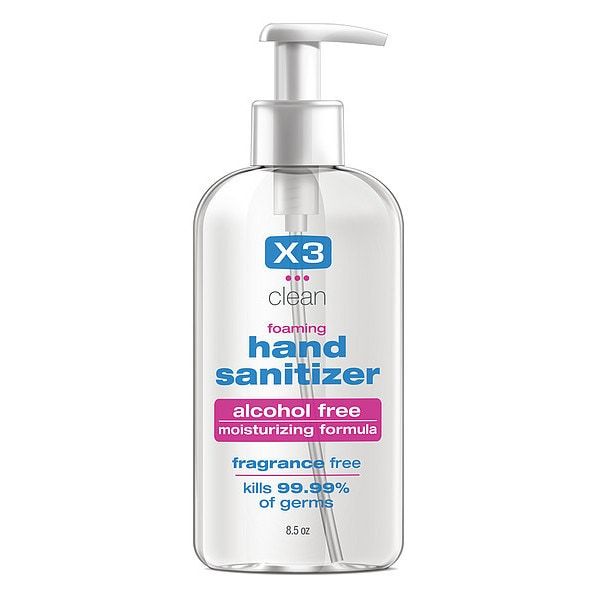 X3
clean
foaming
hand
sanitizer
alcohol free
moisturizing formula
fragrance free
kills 99.99%
of germs
8.5 oz